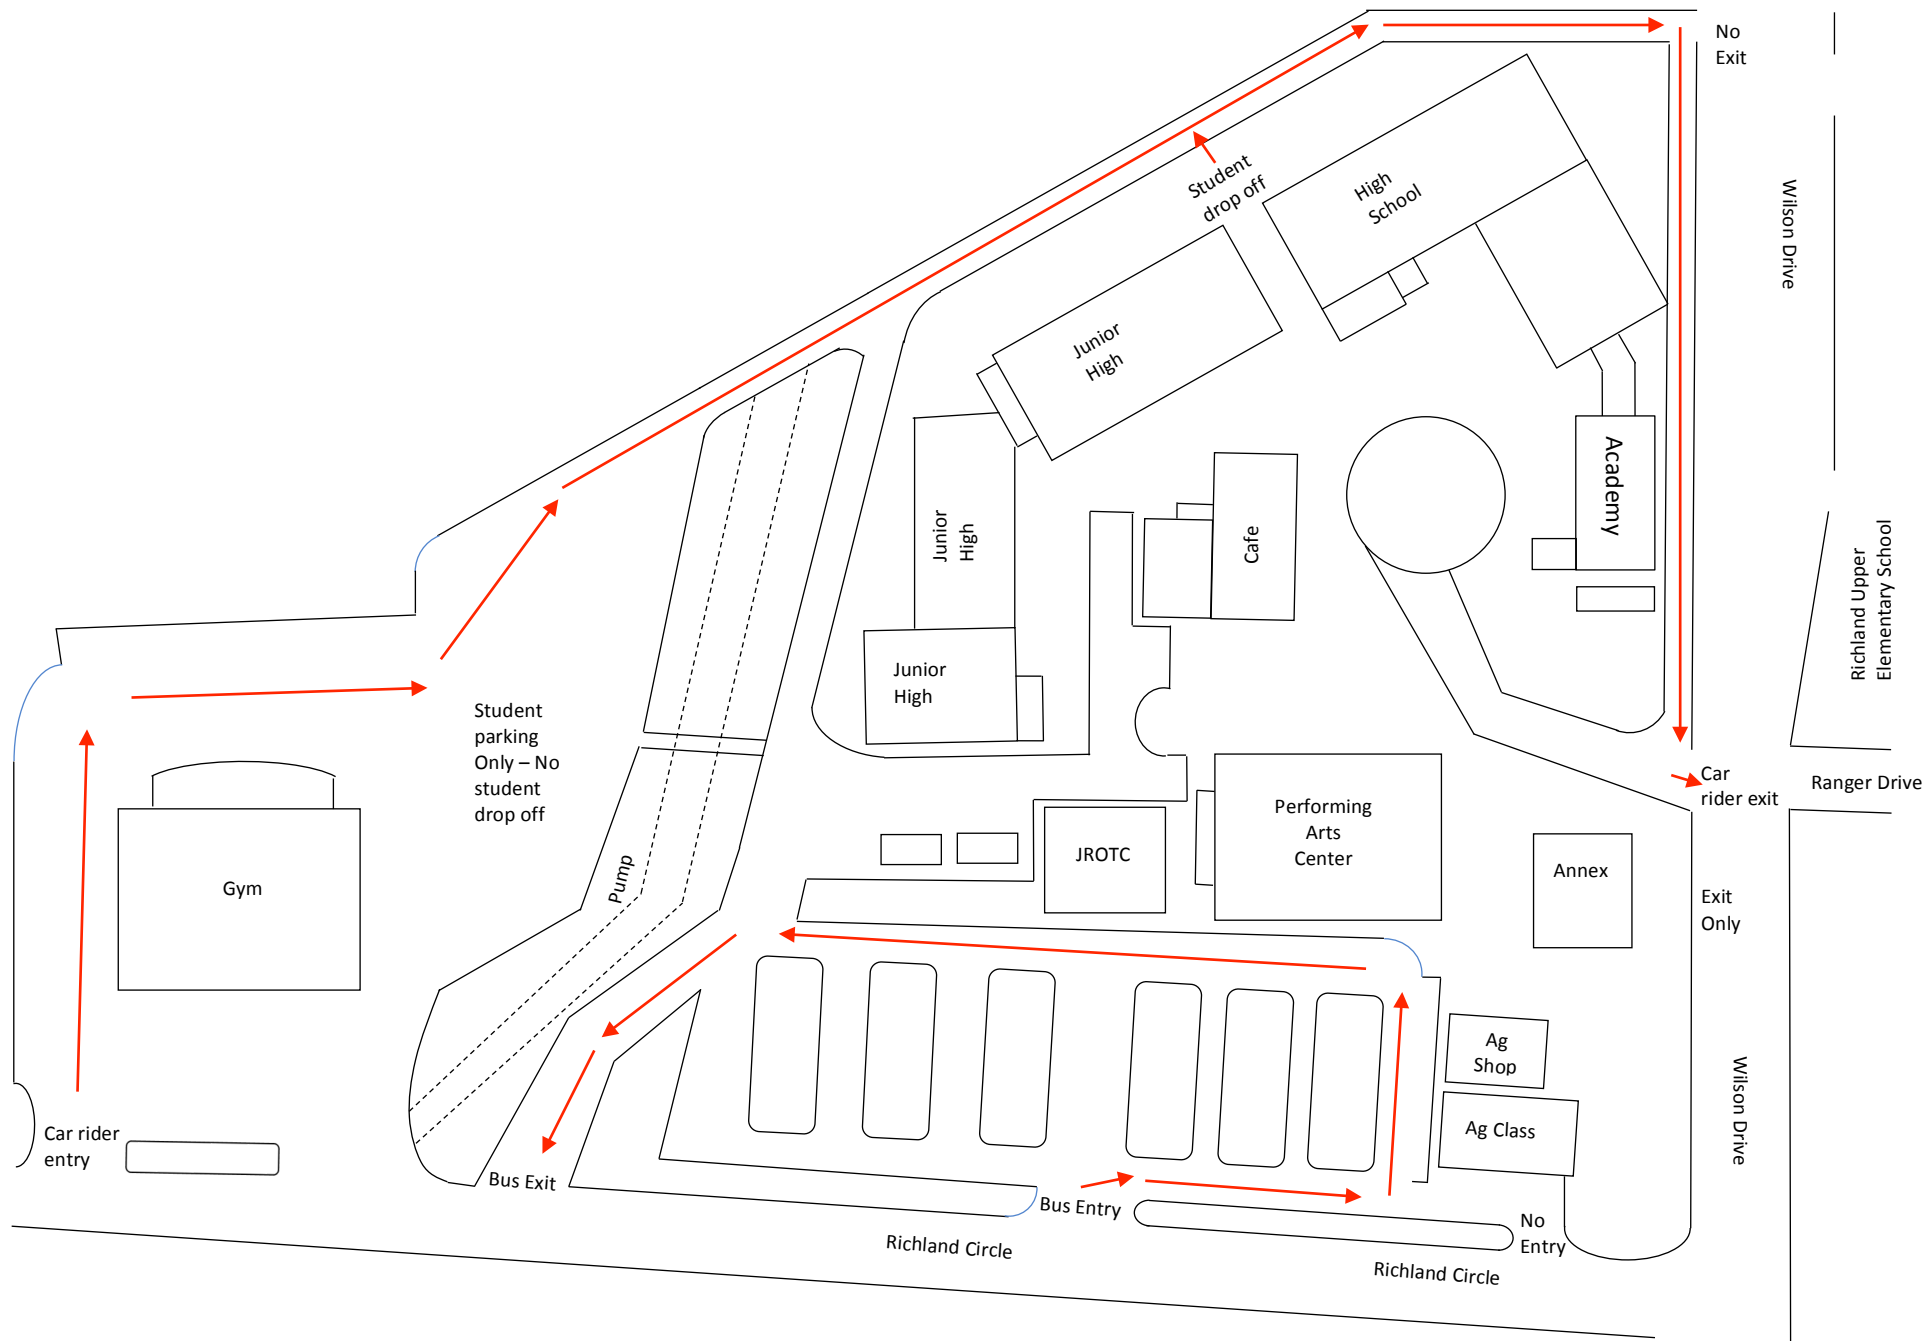 No
Exit
Student
drop off
High
School
Wilson Drive
Junior
High
Academy
Junior
High
Cafe
Richland Upper
Elementary School
Junior
High
Student
parking
Only – No
student
drop off
Car
rider exit
Ranger Drive
Performing
Arts
Center
JROTC
Pump
Gym
Annex
Exit
Only
Ag
Shop
Ag Class
Wilson Drive
Car rider
entry
Bus Exit
Bus Entry
No
Entry
Richland Circle
Richland Circle